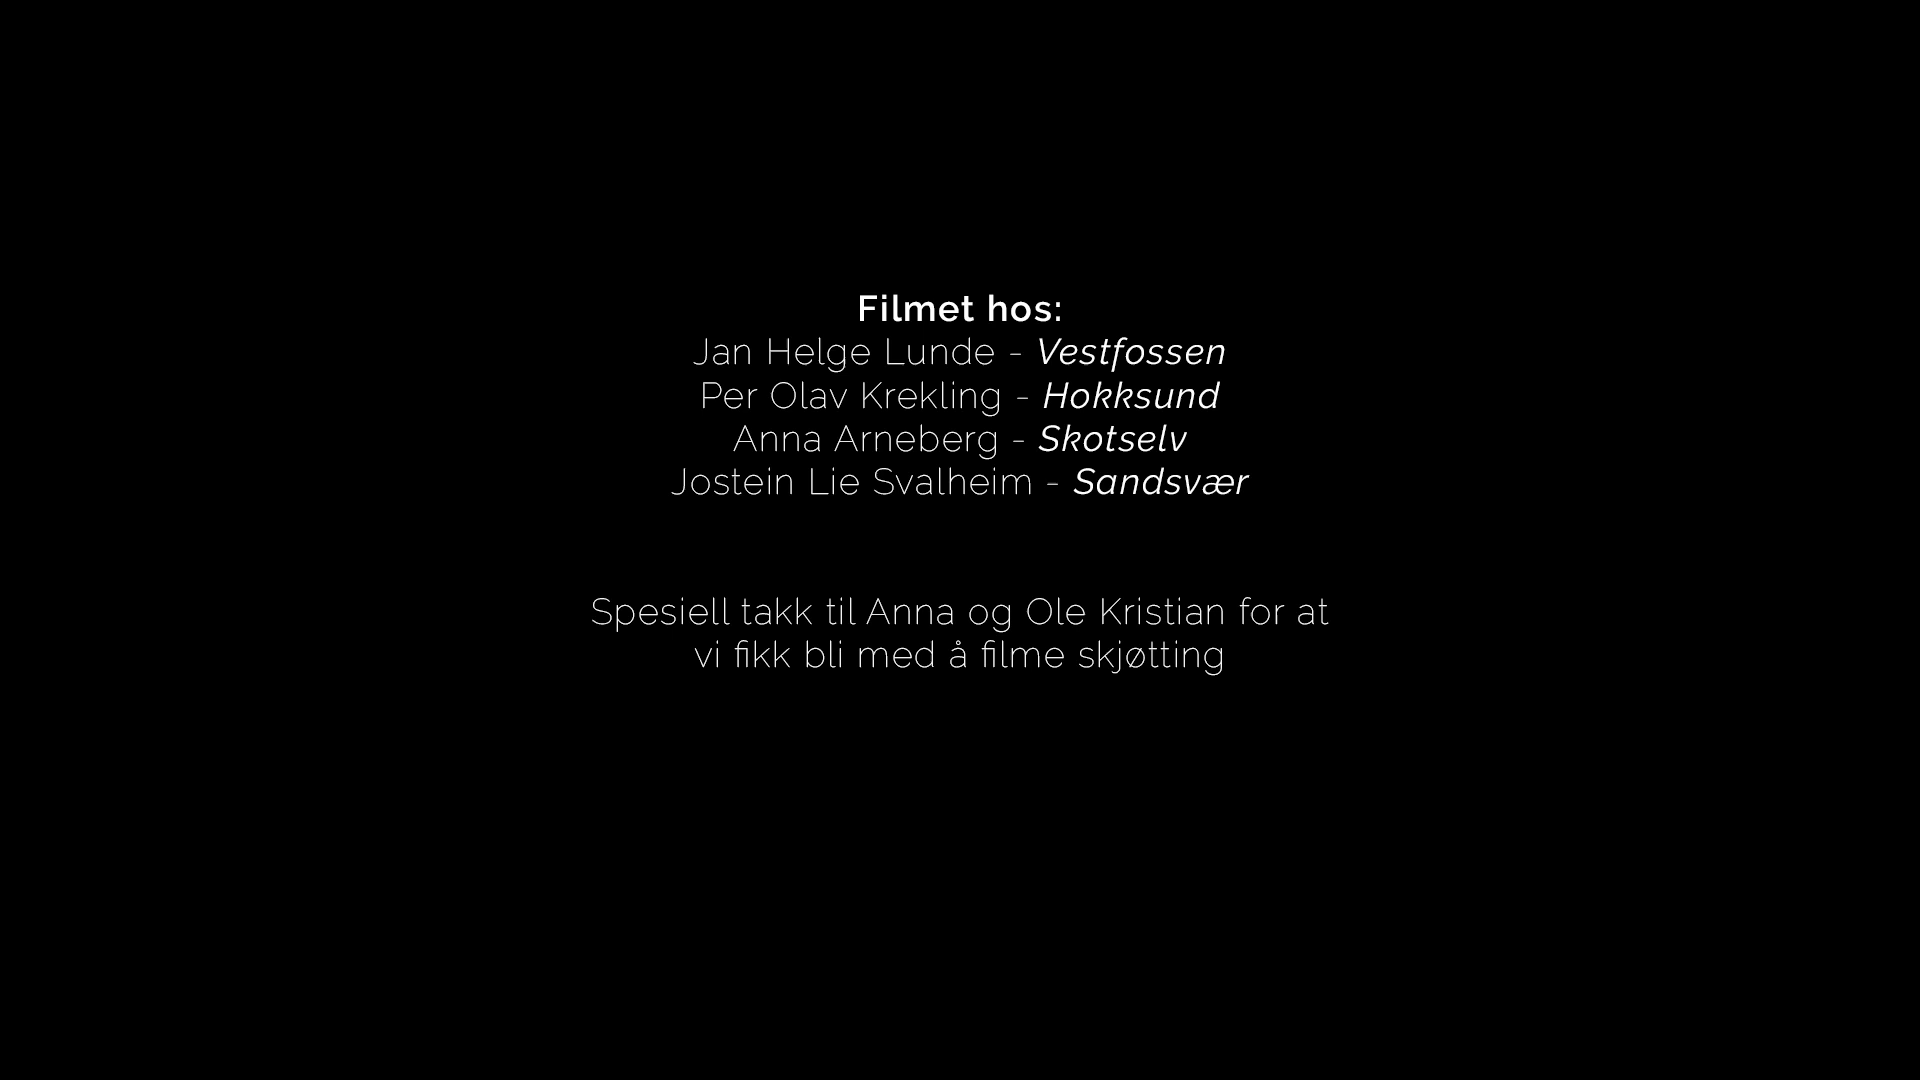 Filmet hos:
Jan Helge Lunde - Vestfossen
Per Olav Krekling - Hokksund
Anna Arneberg - Skotselv
Jostein Lie Svalheim - Sandsvær
Spesiell takk til Anna og Ole Kristian for at
vi fikk bli med å filme skjøtting